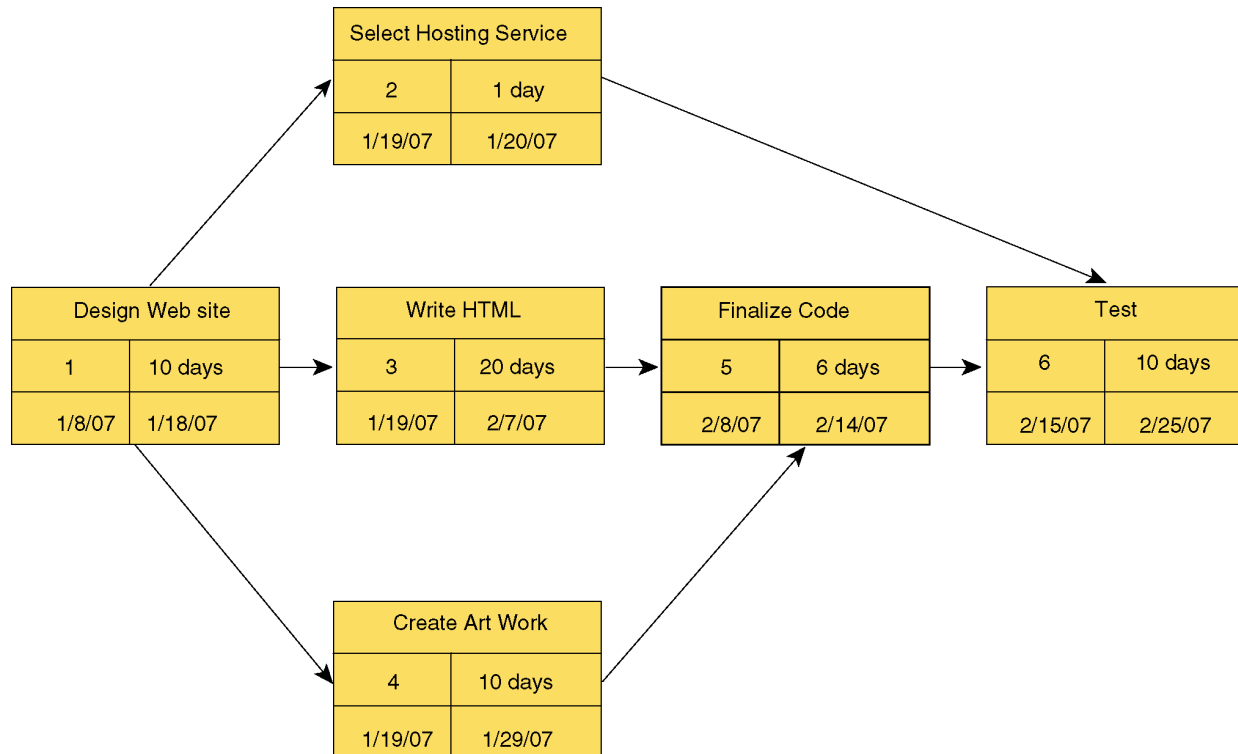 Select Hosting Service
2 1 day
1/19/07 1/20/07
Design Web site
1 10 days
1/8/07 1/18/07
Write HTML
3 20 days
1/19/07 2/7/07
Finalize Code
5 6 days
2/8/07 2/14/07
Test
6 10 days
2/15/07 2/25/07
Create Art Work
4 10 days
1/19/07 1/29/07